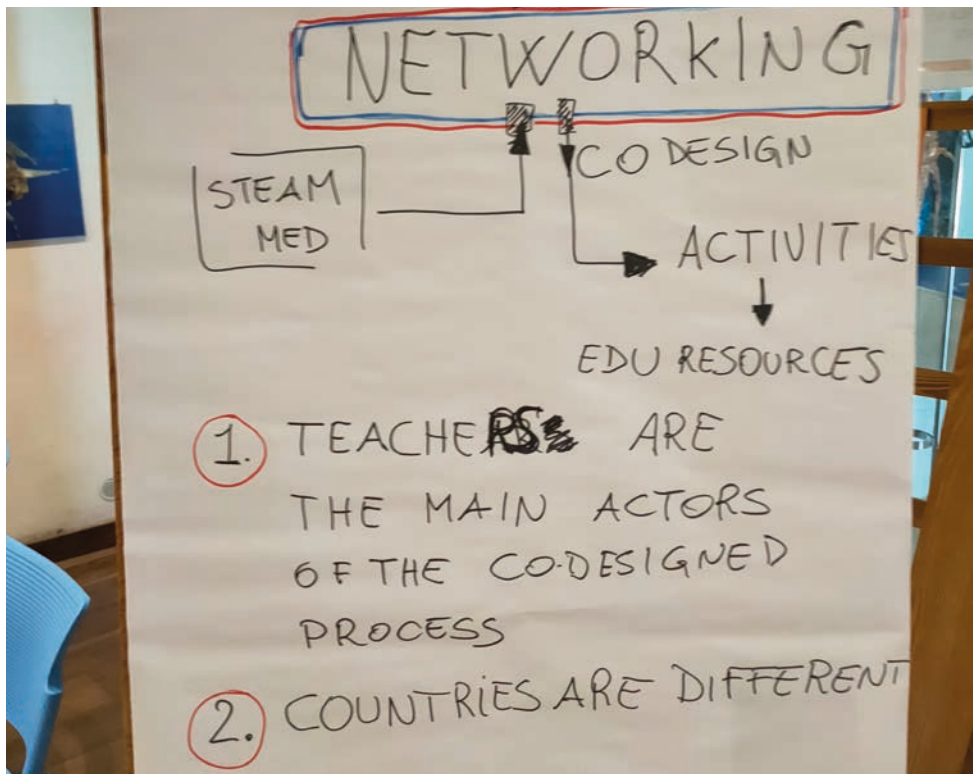 NETWORKING
CO DESIGN
STEAM
MED
ACTIVITIES
EDU RESOURCES
1. TEACHERS ARE
THE MAIN ACTORS
OF THE CO-DESIGNED
PROCESS
2. COUNTRIES ARE DIFFERENT